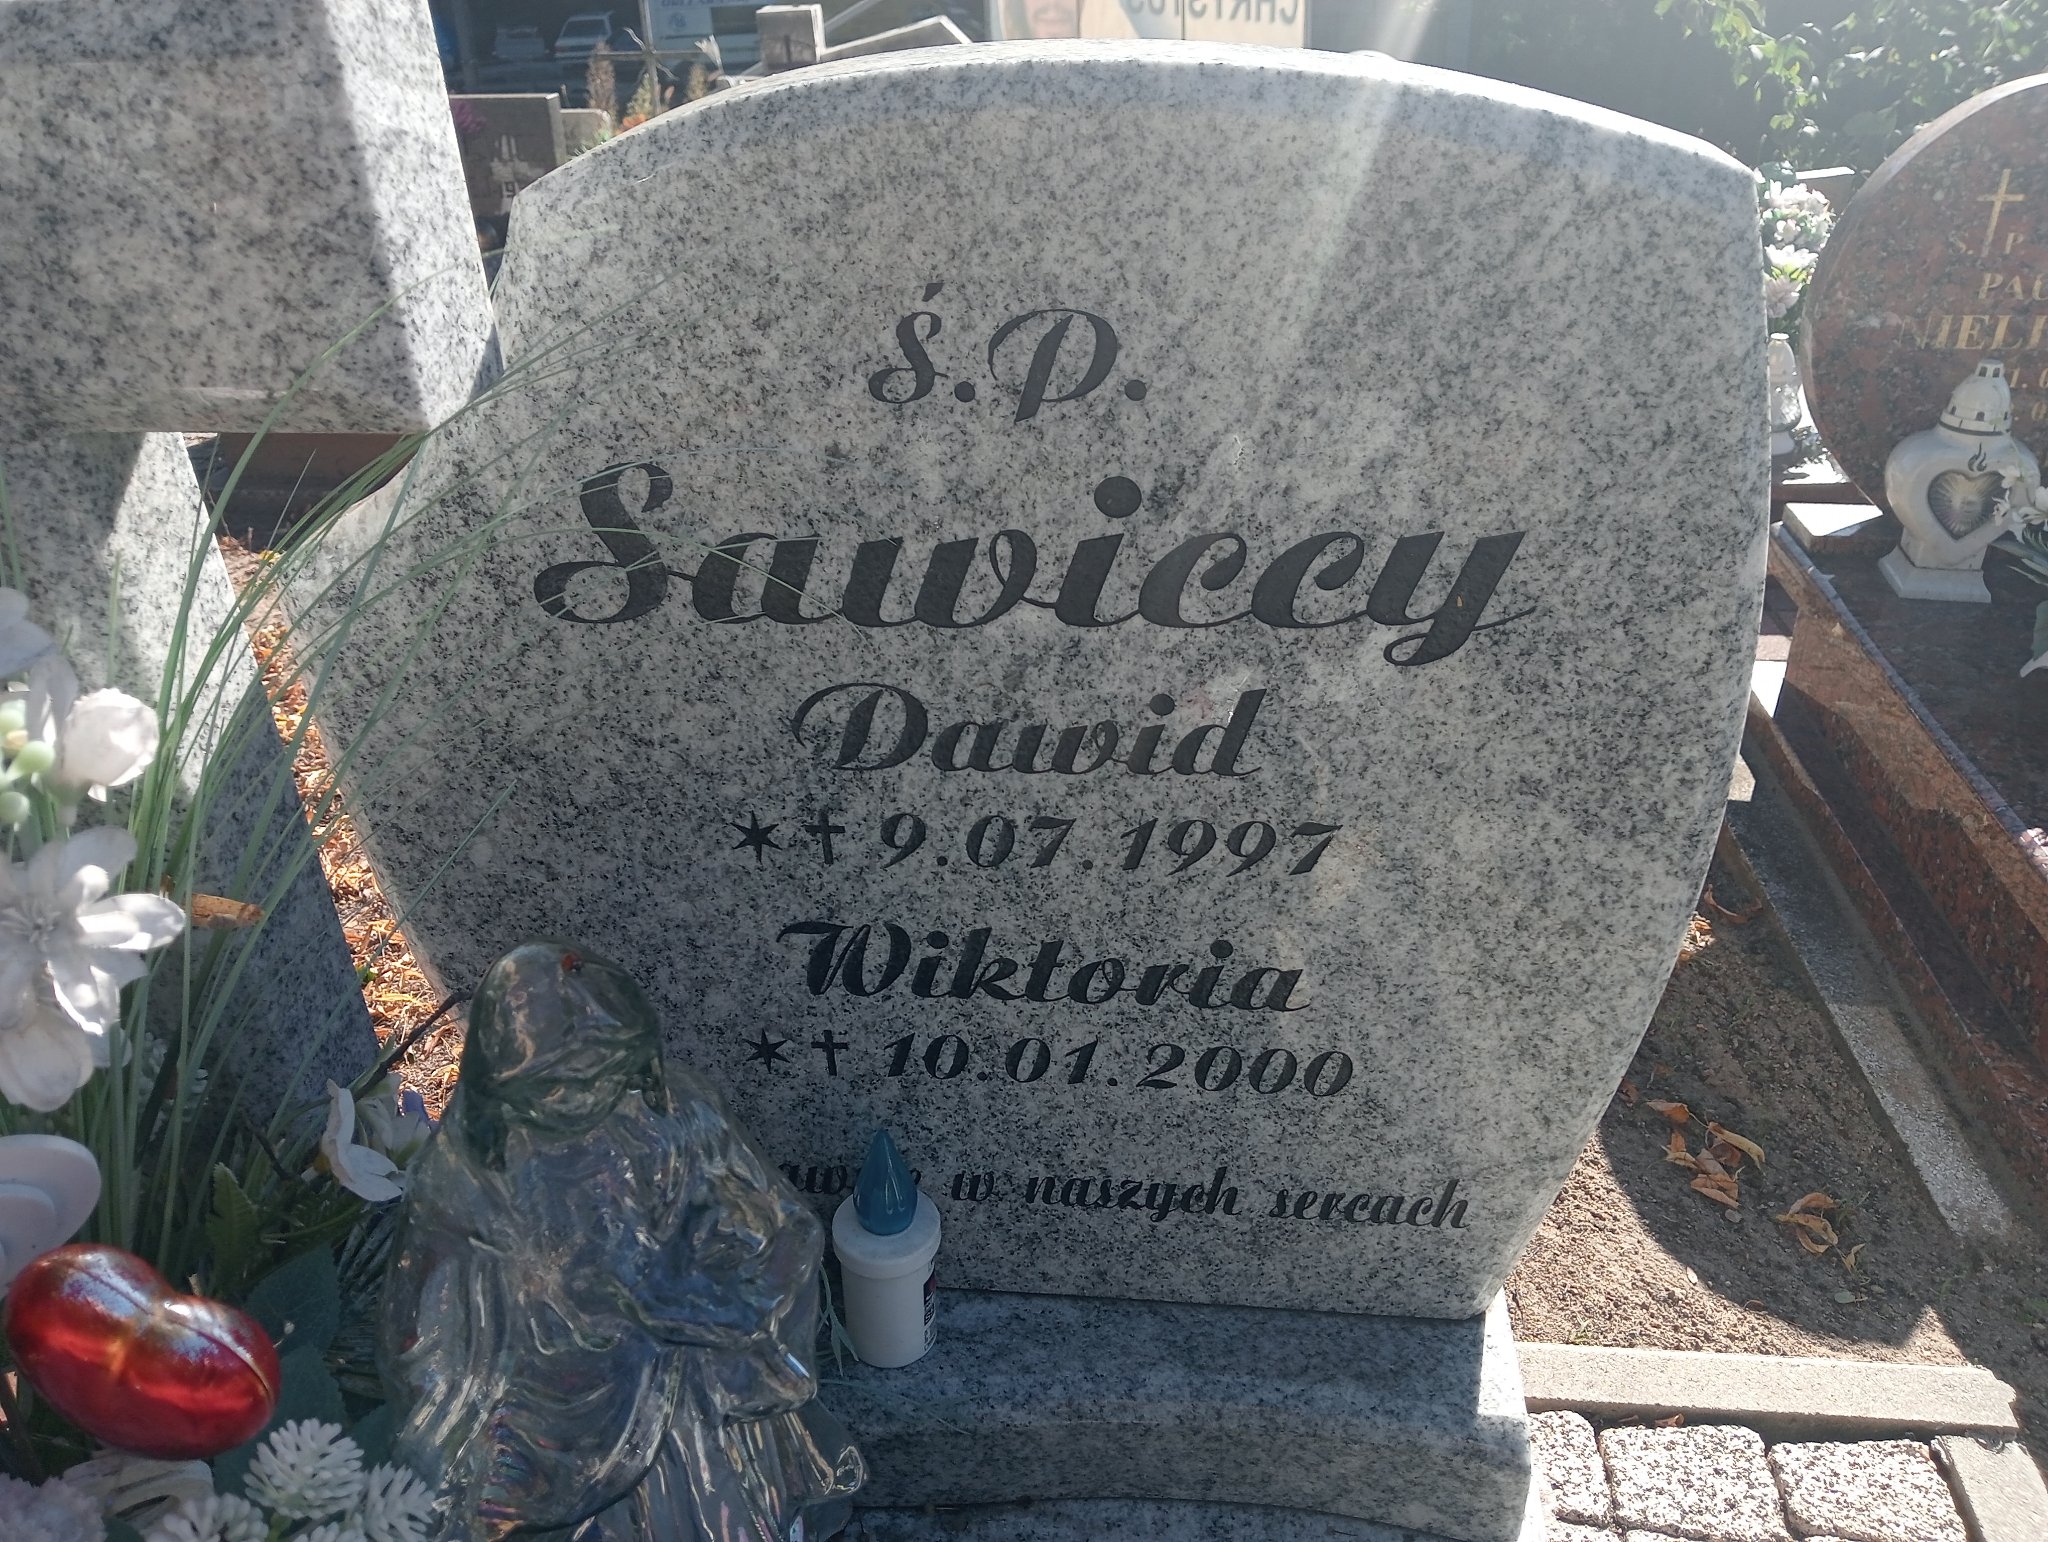 Ś.P.
Sawiccy
Dawid
✶ ✝ 9.07.1997
Wiktoria
✶ ✝ 10.01.2000
w naszych sercach
Ś. P.